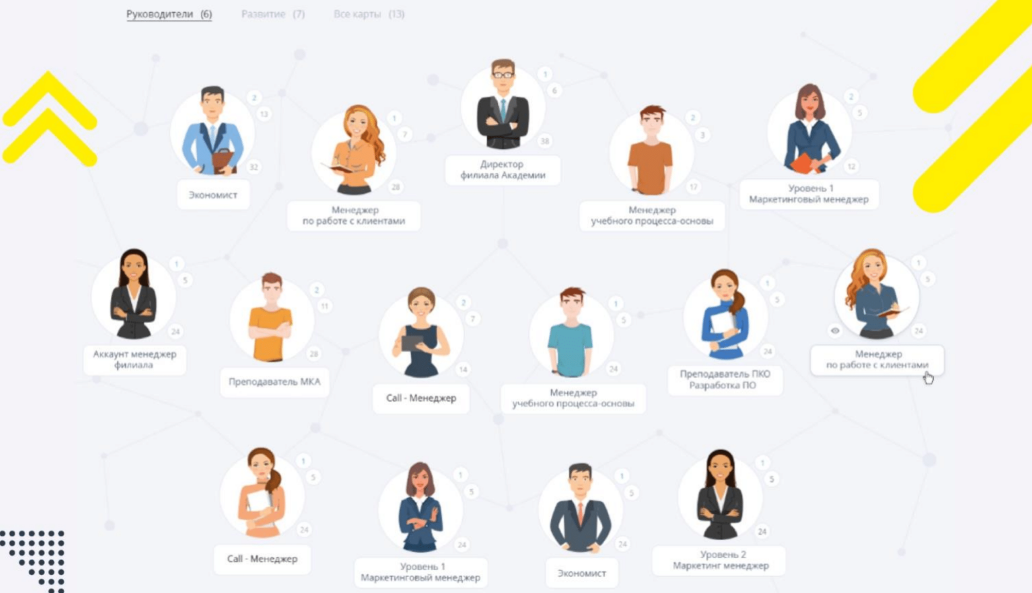 Руководители (6) Развитие (7) Все карты (13)
1
6
38
Директор
филиала Академии
2
13
32
Экономист
1
7
28
Менеджер
по работе с клиентами
2
3
17
Менеджер
учебного процесса-основы
2
5
12
Уровень 1
Маркетинговый менеджер
1
5
24
Аккаунт менеджер
филиала
2
11
28
Преподаватель МКА
2
7
14
Call - Менеджер
1
5
24
Менеджер
учебного процесса-основы
1
5
24
Преподаватель ПКО
Разработка ПО
1
5
24
Менеджер
по работе с клиентами
1
5
24
Call - Менеджер
1
5
24
Уровень 1
Маркетинговый менеджер
1
5
24
Экономист
1
5
24
Уровень 2
Маркетинг менеджер